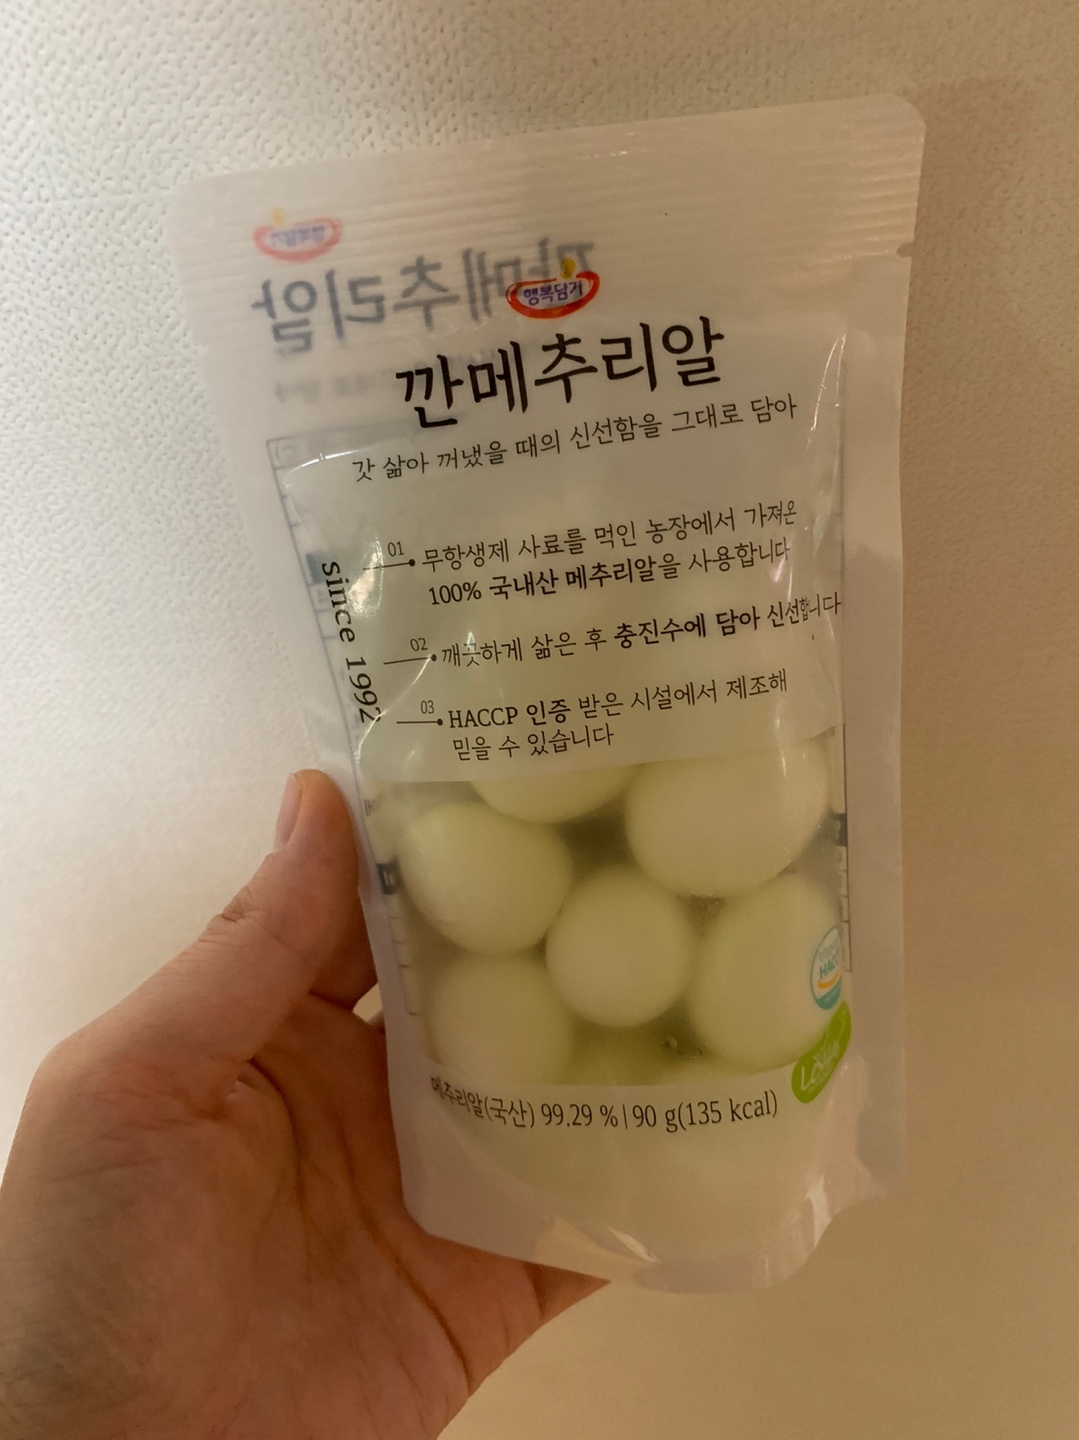 행복담기
깐메추리알
갓 삶아 꺼냈을 때의 신선함을 그대로 담아
since 1992
01
무항생제 사료를 먹인 농장에서 가져온
100% 국내산 메추리알을 사용합니다
02
깨끗하게 삶은 후 충진수에 담아 신선합니다
03
HACCP 인증 받은 시설에서 제조해
믿을 수 있습니다
메추리알(국산) 99.29 % | 90 g(135 kcal)